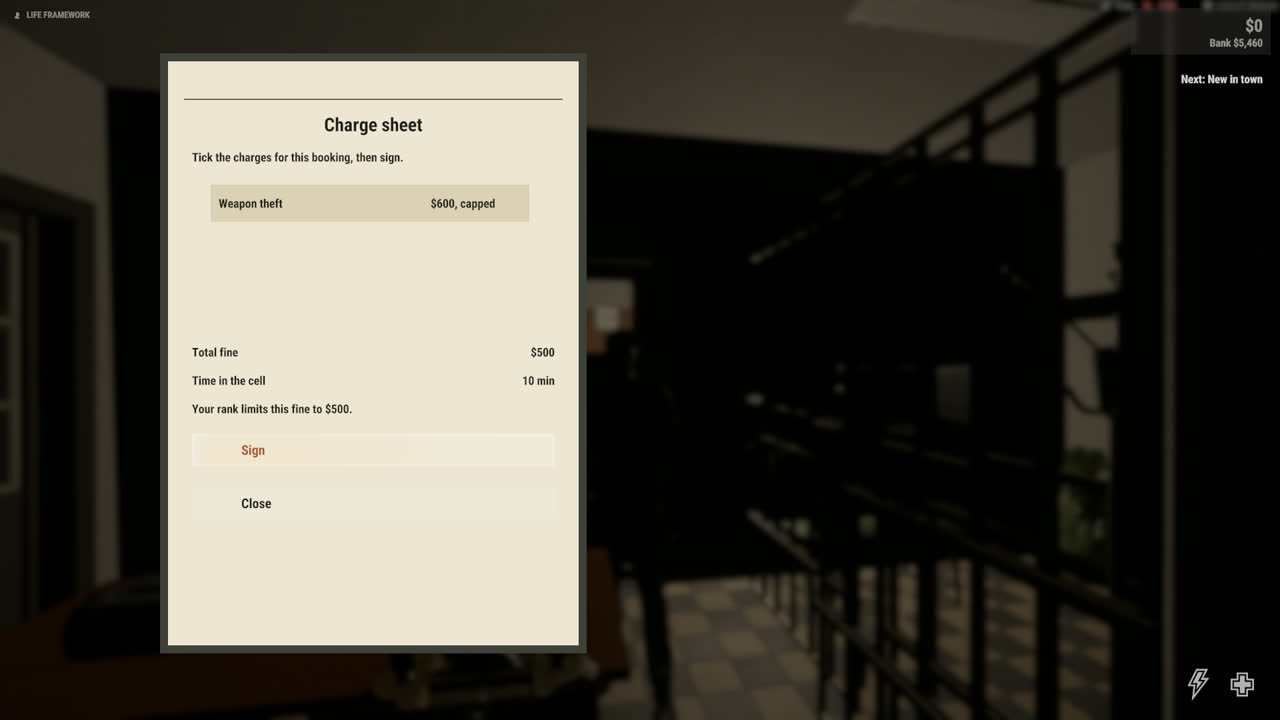 LIFE FRAMEWORK
$0
Bank $5,460
Next: New in town
Charge sheet
Tick the charges for this booking, then sign.
Weapon theft $600, capped
Total fine $500
Time in the cell 10 min
Your rank limits this fine to $500.
Sign
Close